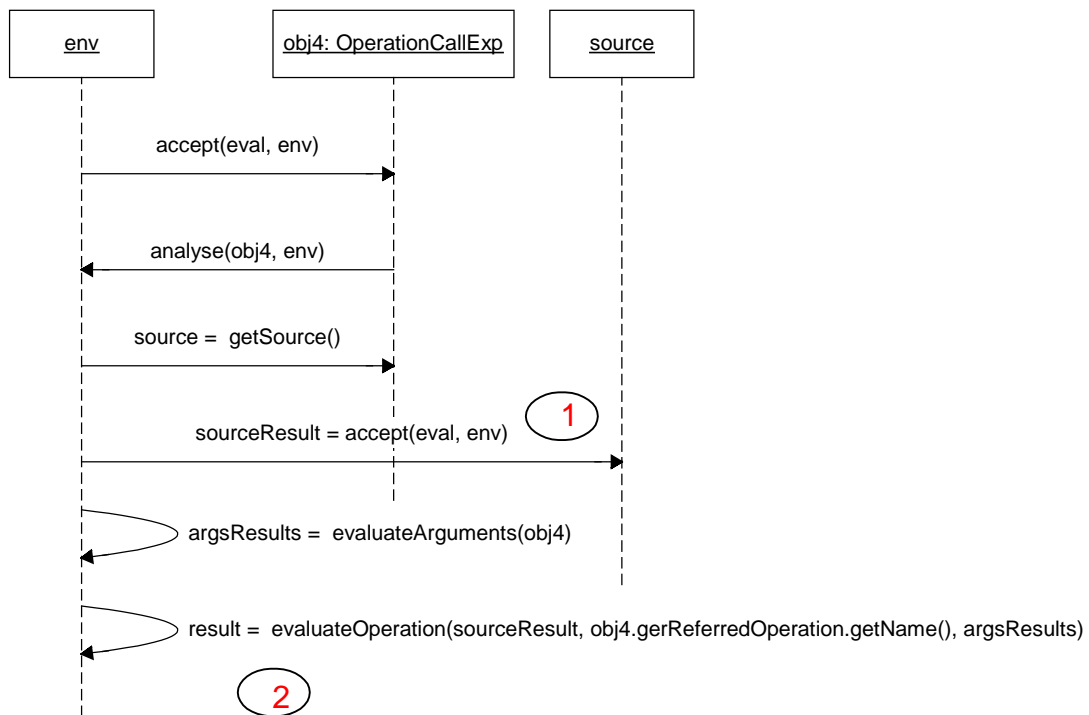 env
obj4: OperationCallExp
source
accept(eval, env)
analyse(obj4, env)
source = getSource()
1
sourceResult = accept(eval, env)
argsResults = evaluateArguments(obj4)
result = evaluateOperation(sourceResult, obj4.gerReferredOperation.getName(), argsResults)
2